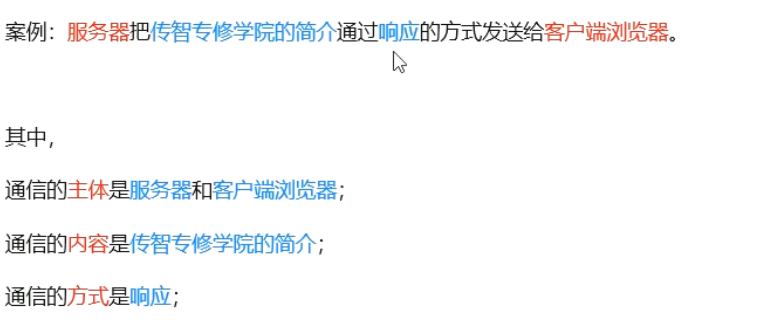 案例：服务器把传智专修学院的简介通过响应的方式发送给客户端浏览器。
其中，
通信的主体是服务器和客户端浏览器；
通信的内容是传智专修学院的简介；
通信的方式是响应；